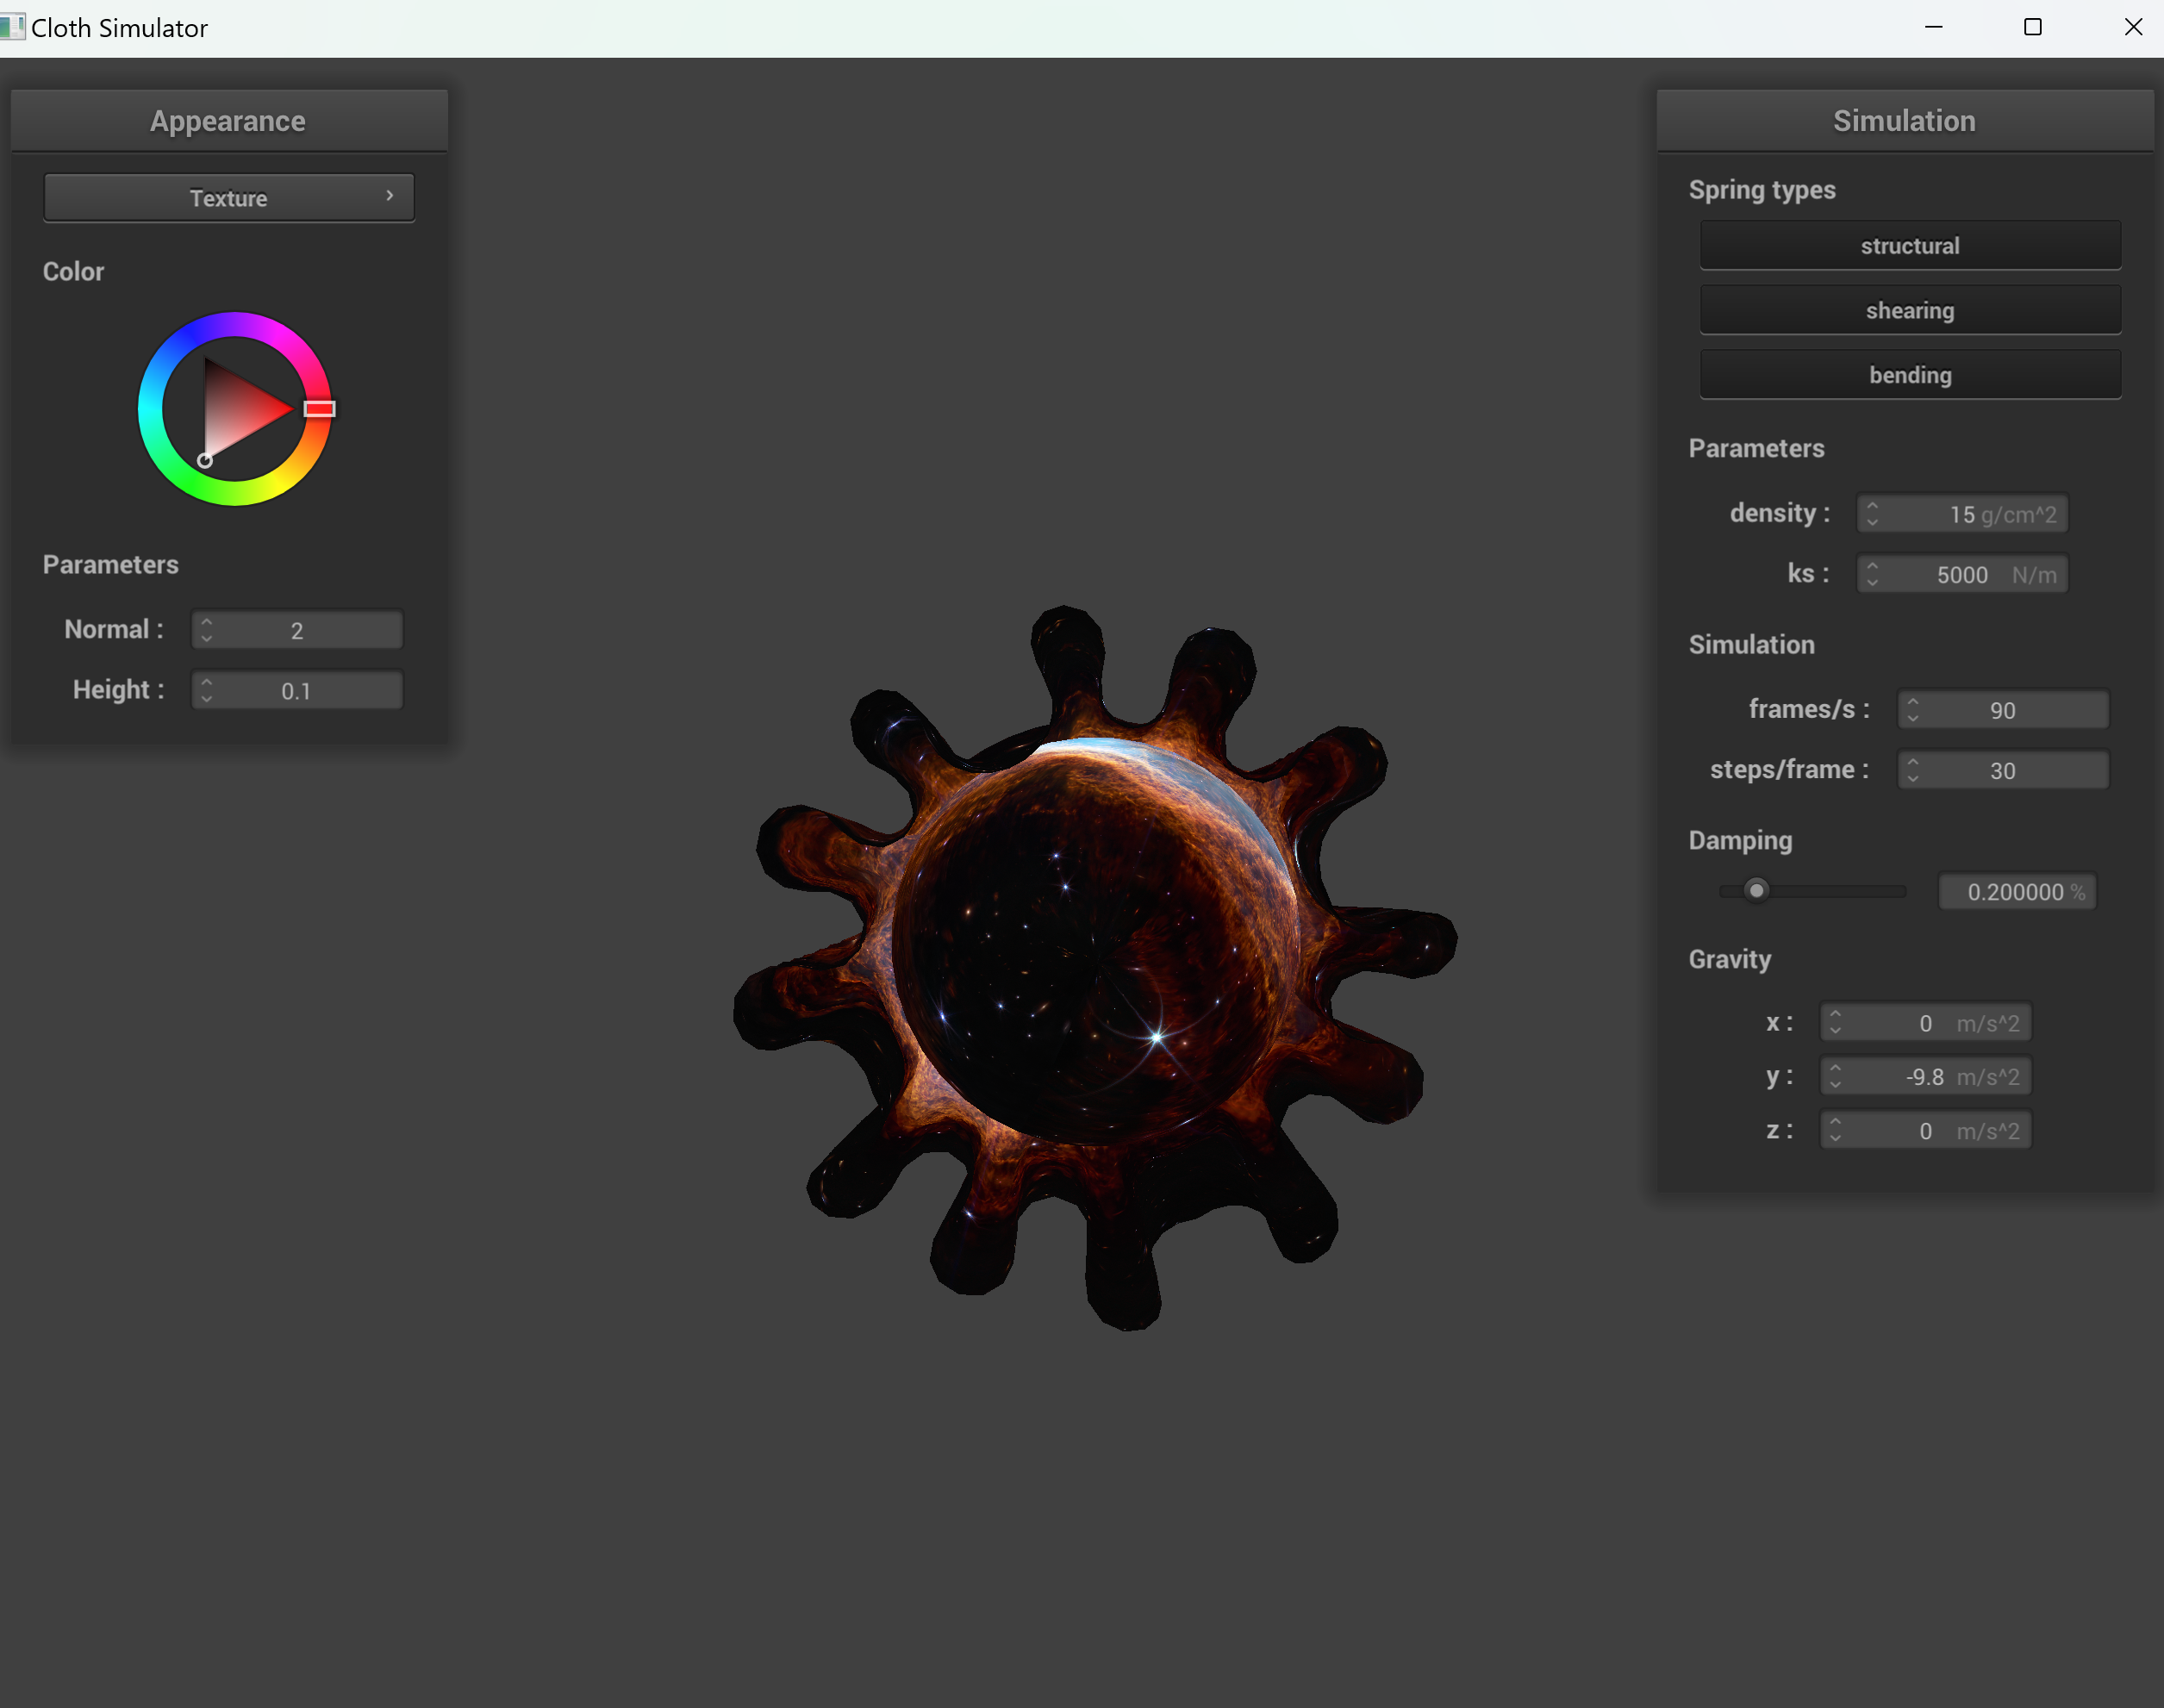 Cloth Simulator
Appearance
Texture
Color
Parameters
Normal : 2
Height : 0.1
Simulation
Spring types
structural
shearing
bending
Parameters
density : 15 g/cm^2
ks : 5000 N/m
Simulation
frames/s : 90
steps/frame : 30
Damping
0.200000 %
Gravity
x : 0 m/s^2
y : -9.8 m/s^2
z : 0 m/s^2